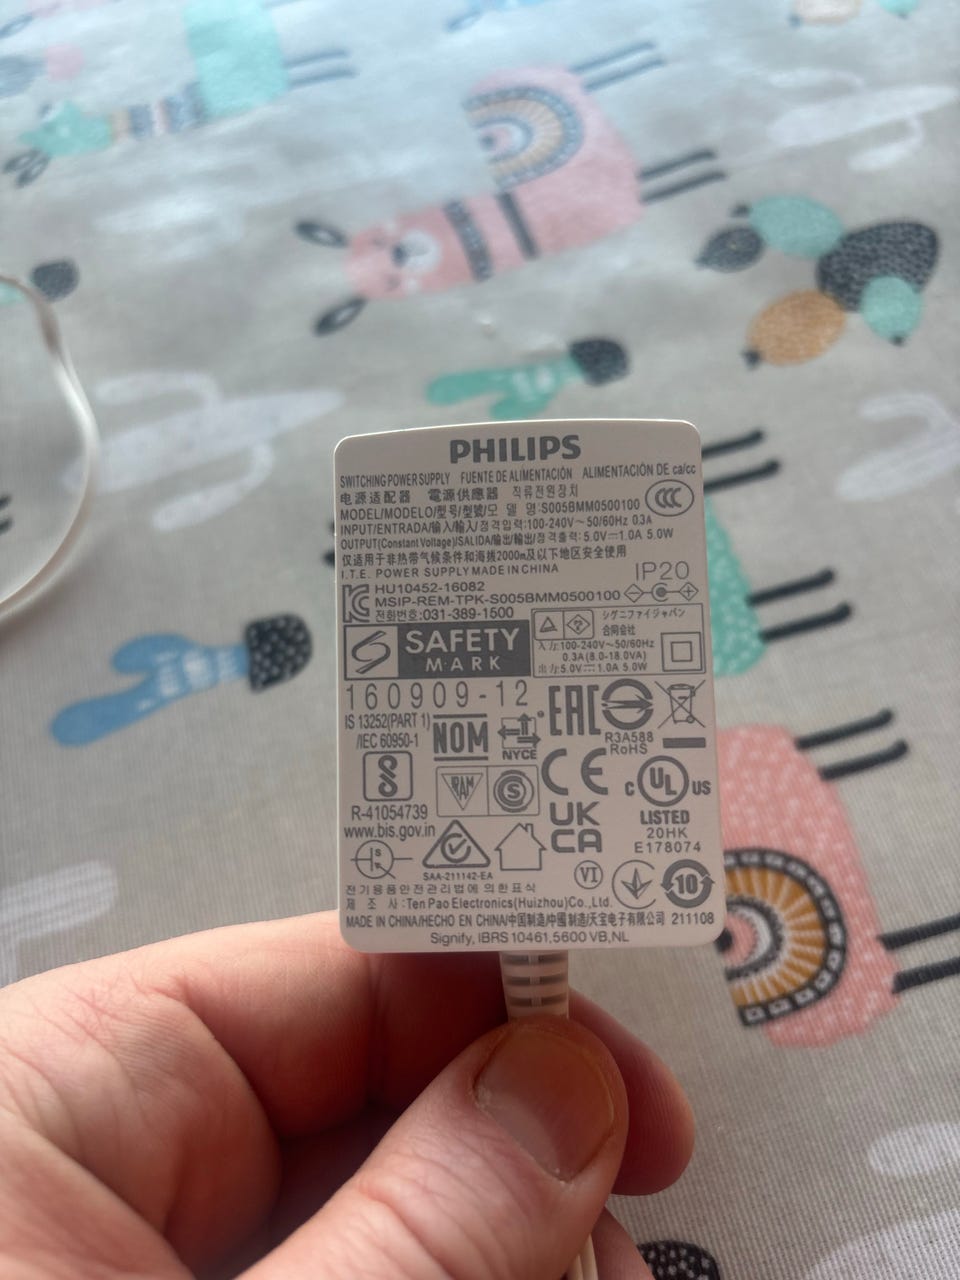 PHILIPS
SWITCHING POWER SUPPLY FUENTE DE ALIMENTACIÓN ALIMENTACIÓN DE ca/cc
电源适配器 電源供應器 직류전원장치
MODEL/MODELO/型号/型號/모 델 명:S005BMM0500100
CCC
INPUT/ENTRADA/输入/輸入/정격입력:100-240V~50/60Hz 0.3A
OUTPUT(Constant Voltage)/SALIDA/输出/輸出/정격출력:5.0V⎓1.0A 5.0W
仅适用于非热带气候条件和海拔2000m及以下地区安全使用
I.T.E. POWER SUPPLY MADE IN CHINA
IP20
HU10452-16082
MSIP-REM-TPK-S005BMM0500100
전화번호:031-389-1500
SAFETY
MARK
シグニファイジャパン
合同会社
入力:100-240V~50/60Hz
0.3A(8.0-18.0VA)
出力:5.0V⎓1.0A 5.0W
160909-12
IS 13252(PART 1)
/IEC 60950-1
NOM
NYCE
EAC
R3A588
RoHS
R-41054739
www.bis.gov.in
IRAM
S
CE
UK
CA
c UL US
LISTED
20HK
E178074
S
SAA-211142-EA
VI
10
전기용품안전관리법에 의한표식
제 조 사:Ten Pao Electronics(Huizhou)Co.,Ltd.
MADE IN CHINA/HECHO EN CHINA/中国制造/中國製造/天宝电子有限公司 211108
Signify, IBRS 10461,5600 VB,NL